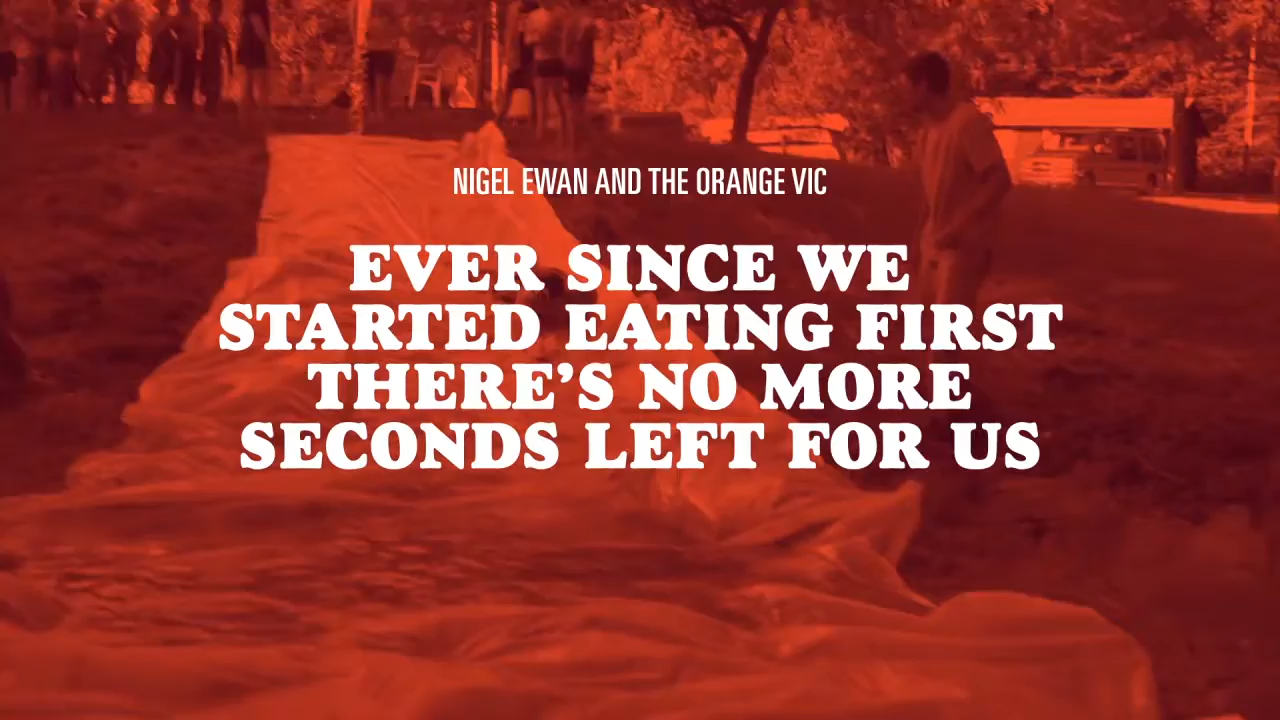 NIGEL EWAN AND THE ORANGE VIC
EVER SINCE WE
STARTED EATING FIRST
THERE'S NO MORE
SECONDS LEFT FOR US